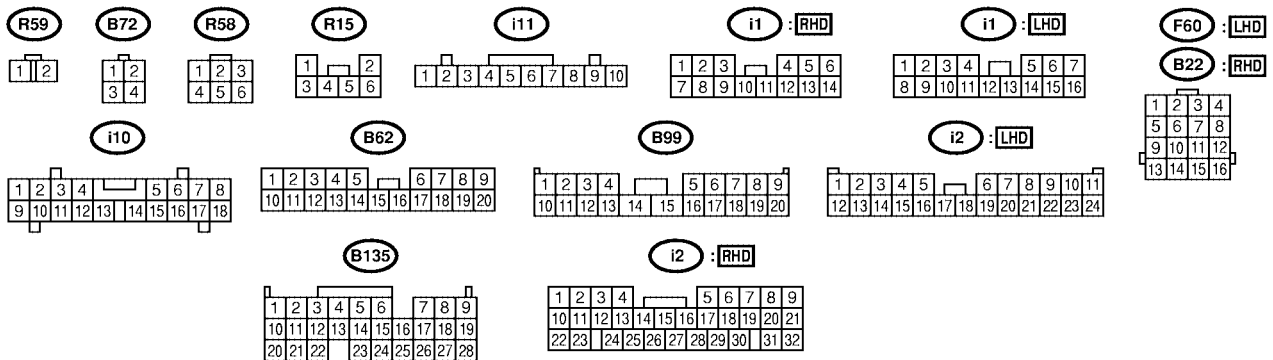 R59 B72 R58 R15 i11 i1 : RHD i1 : LHD F60 : LHD
B22 : RHD
1 2
1 2
3 4
1 2 3
4 5 6
1 2
3 4 5 6
1 2 3 4 5 6 7 8 9 10
1 2 3 4 5 6
7 8 9 10 11 12 13 14
1 2 3 4 5 6 7
8 9 10 11 12 13 14 15 16
1 2 3 4
5 6 7 8
9 10 11 12
13 14 15 16
i10 B62 B99 i2 : LHD
1 2 3 4 5 6 7 8
9 10 11 12 13 14 15 16 17 18
1 2 3 4 5 6 7 8 9
10 11 12 13 14 15 16 17 18 19 20
1 2 3 4 5 6 7 8 9
10 11 12 13 14 15 16 17 18 19 20
1 2 3 4 5 6 7 8 9 10 11
12 13 14 15 16 17 18 19 20 21 22 23 24
B135 i2 : RHD
1 2 3 4 5 6 7 8 9
10 11 12 13 14 15 16 17 18 19
20 21 22 23 24 25 26 27 28
1 2 3 4 5 6 7 8 9
10 11 12 13 14 15 16 17 18 19 20 21
22 23 24 25 26 27 28 29 30 31 32